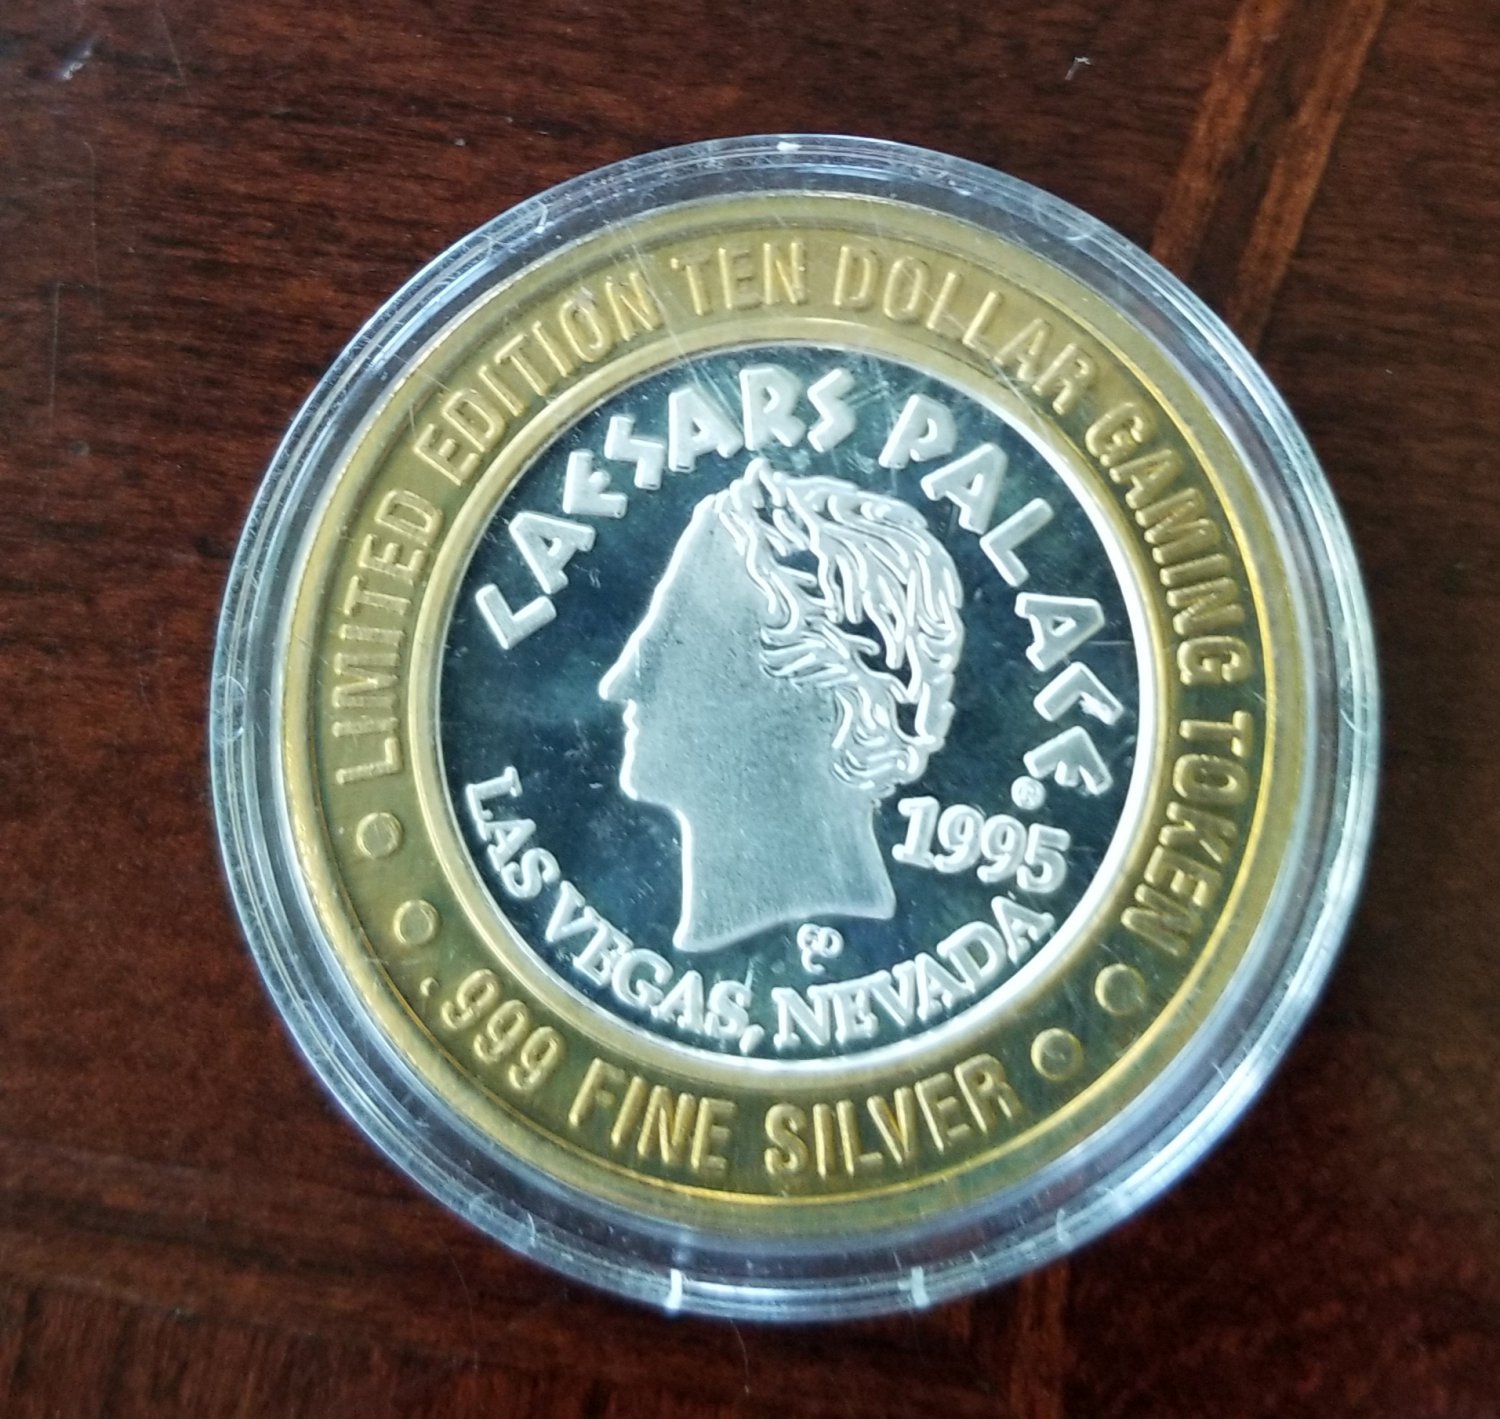 LIMITED EDITION TEN DOLLAR GAMING TOKEN
.999 FINE SILVER
CAESARS PALACE®
1995
LAS VEGAS, NEVADA